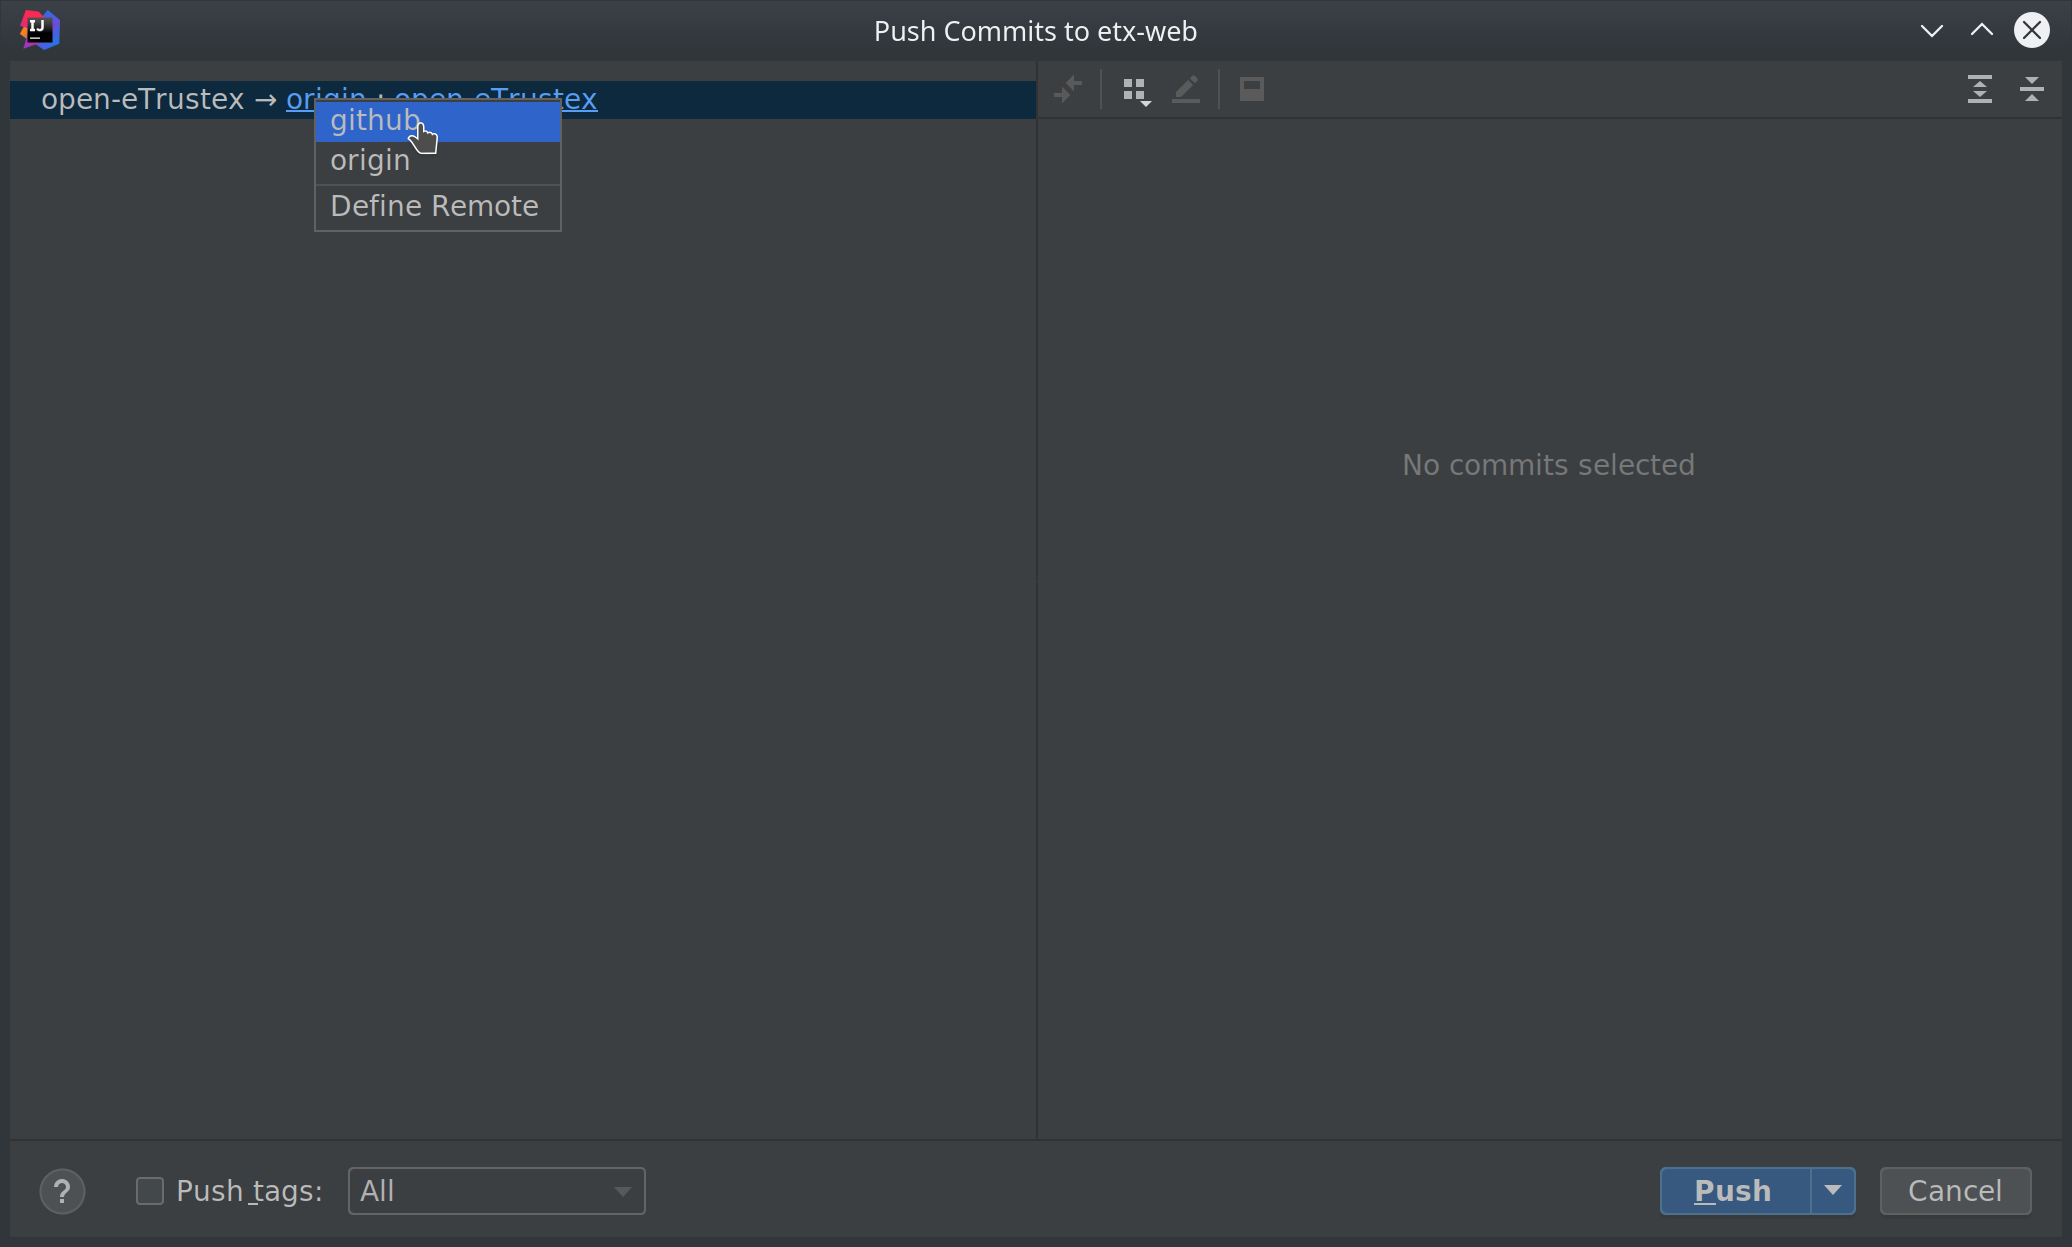 IJ
Push Commits to etx-web
open-eTrustex → origin : open-eTrustex
github
origin
Define Remote
No commits selected
?
Push tags:
All
Push
Cancel